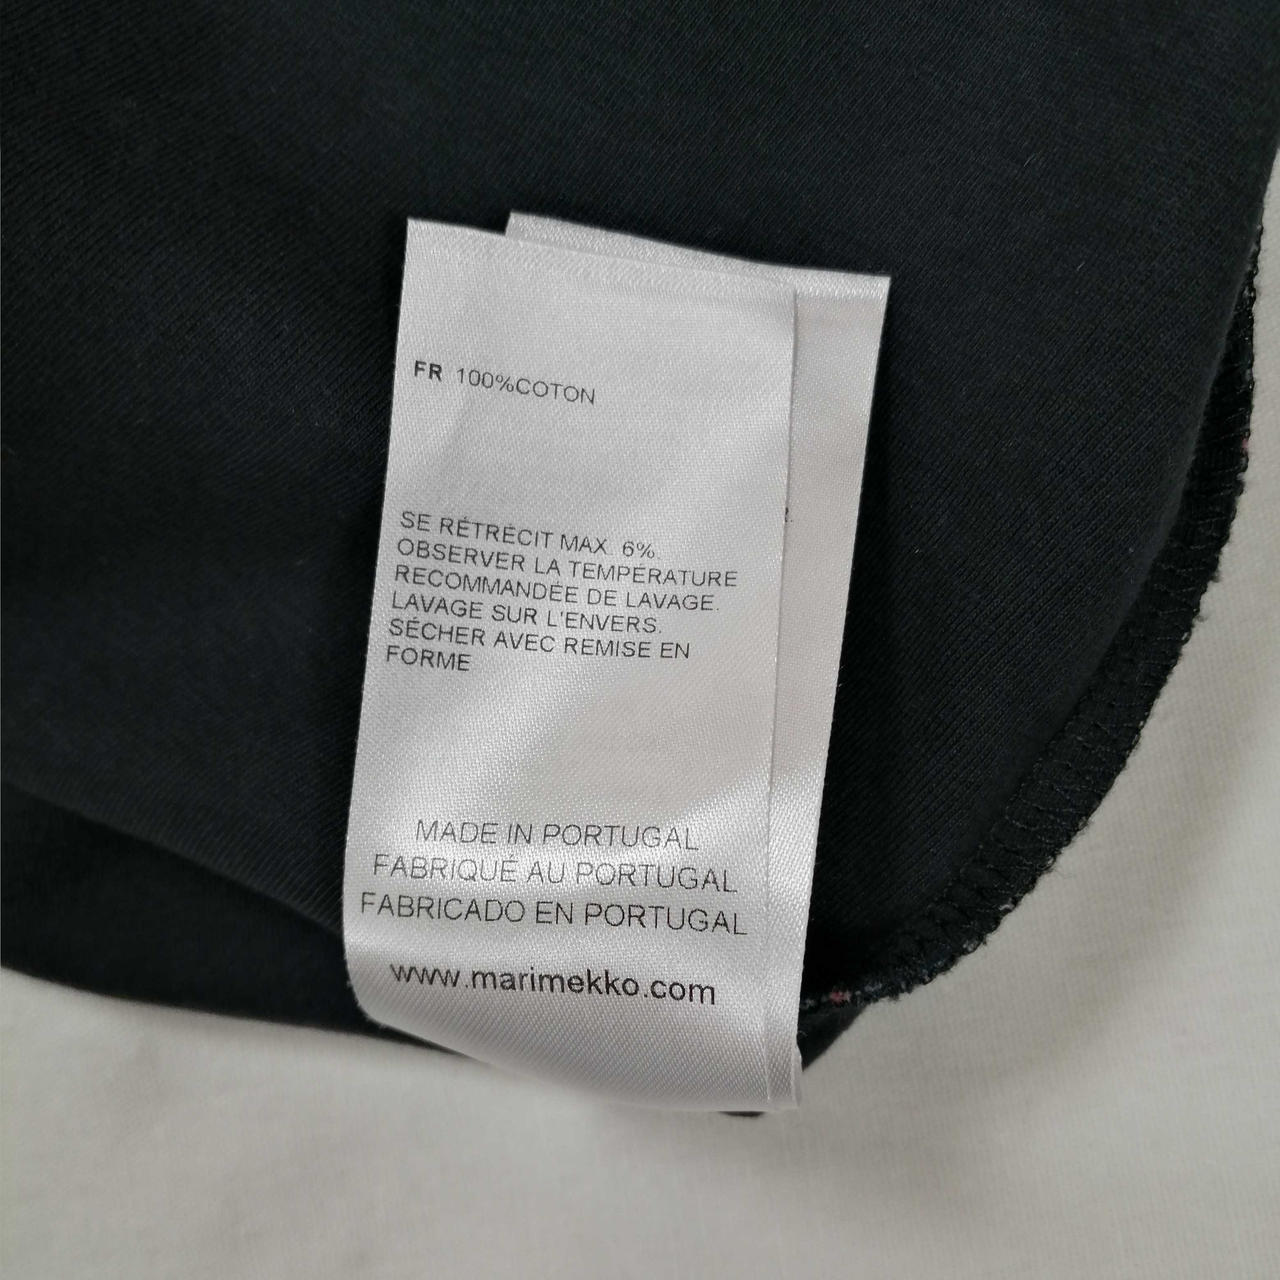 FR 100%COTON
SE RÉTRÉCIT MAX. 6%.
OBSERVER LA TEMPÉRATURE
RECOMMANDÉE DE LAVAGE.
LAVAGE SUR L'ENVERS.
SÉCHER AVEC REMISE EN
FORME
MADE IN PORTUGAL
FABRIQUÉ AU PORTUGAL
FABRICADO EN PORTUGAL
www.marimekko.com